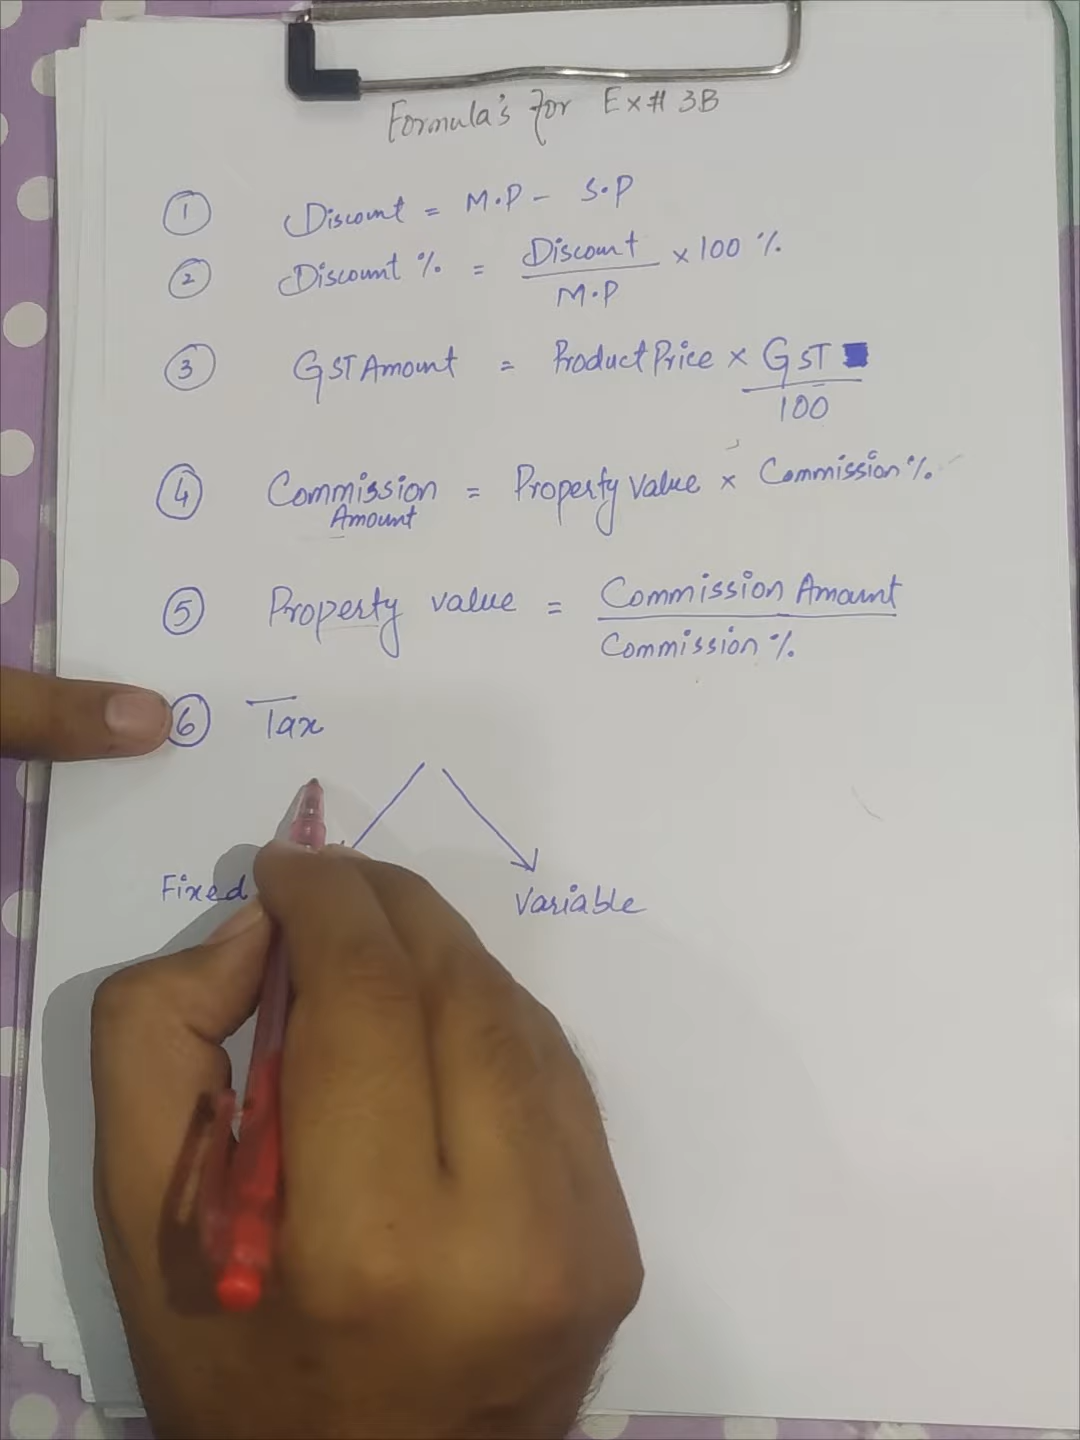 Formula's for Ex# 3B
① Discount = M.P - S.P
② Discount % = Discount / M.P × 100 %
③ GST Amount = Product Price × GST / 100
④ Commission Amount = Property value × Commission %
⑤ Property value = Commission Amount / Commission %
⑥ Tax
Fixed Variable